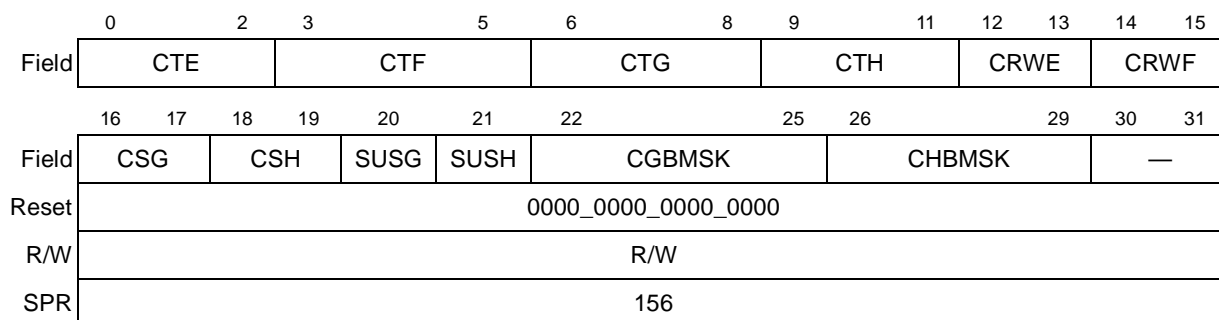 0 2 3 5 6 8 9 11 12 13 14 15
Field CTE CTF CTG CTH CRWE CRWF
16 17 18 19 20 21 22 25 26 29 30 31
Field CSG CSH SUSG SUSH CGBMSK CHBMSK —
Reset 0000_0000_0000_0000
R/W R/W
SPR 156